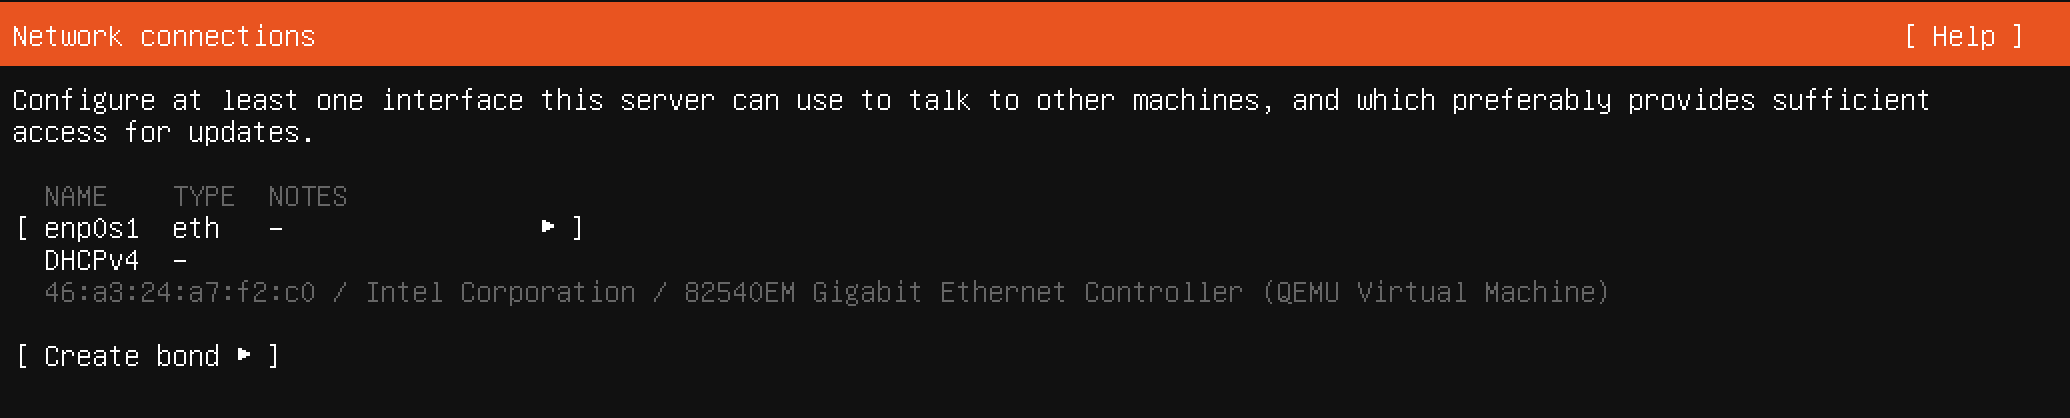 Network connections [ Help ]
Configure at least one interface this server can use to talk to other machines, and which preferably provides sufficient
access for updates.
NAME TYPE NOTES
[ enp0s1 eth - ▸ ]
DHCPv4 -
46:a3:24:a7:f2:c0 / Intel Corporation / 82540EM Gigabit Ethernet Controller (QEMU Virtual Machine)
[ Create bond ▸ ]